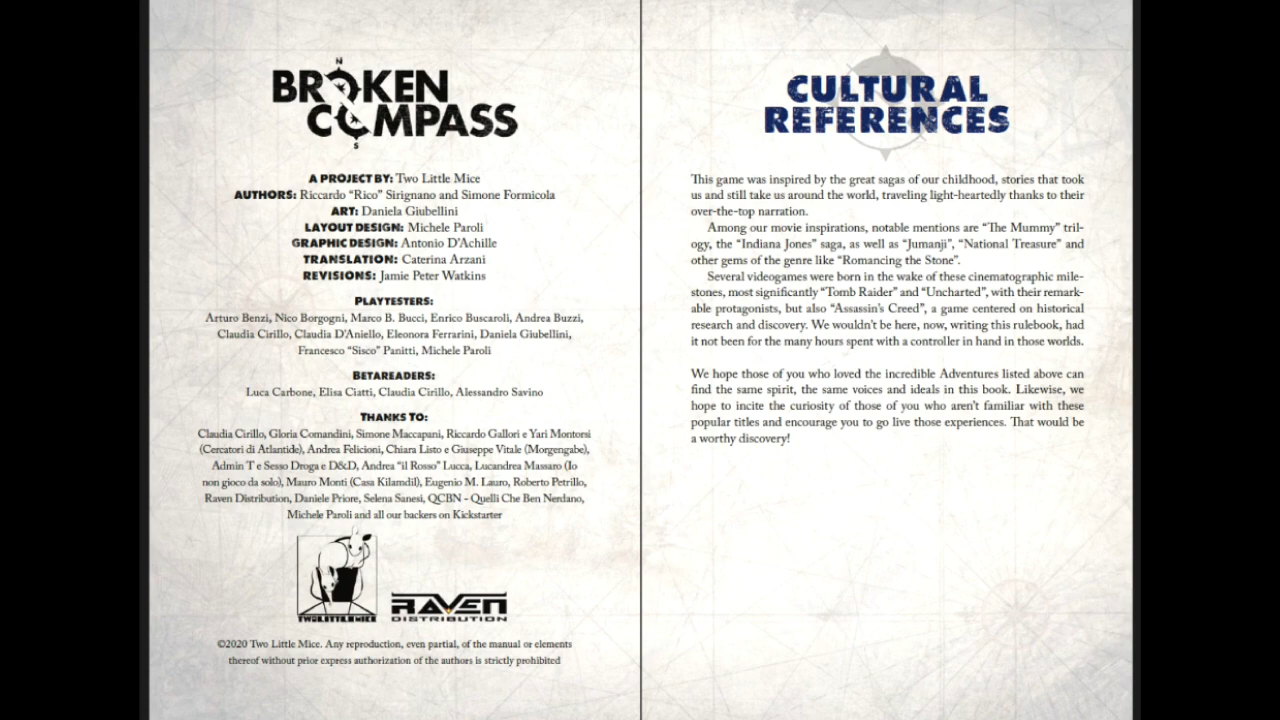 N
BROKEN
COMPASS
S
A PROJECT BY: Two Little Mice
AUTHORS: Riccardo “Rico” Sirignano and Simone Formicola
ART: Daniela Giubellini
LAYOUT DESIGN: Michele Paroli
GRAPHIC DESIGN: Antonio D’Achille
TRANSLATION: Caterina Arzani
REVISIONS: Jamie Peter Watkins
PLAYTESTERS:
Arturo Benzi, Nico Borgogni, Marco B. Bucci, Enrico Buscaroli, Andrea Buzzi,
Claudia Cirillo, Claudia D’Aniello, Eleonora Ferrarini, Daniela Giubellini,
Francesco “Sisco” Panitti, Michele Paroli
BETAREADERS:
Luca Carbone, Elisa Ciatti, Claudia Cirillo, Alessandro Savino
THANKS TO:
Claudia Cirillo, Gloria Comandini, Simone Maccapani, Riccardo Gallori e Yari Montorsi
(Cercatori di Atlantide), Andrea Felicioni, Chiara Listo e Giuseppe Vitale (Morgengabe),
Admin T e Sesso Droga e D&D, Andrea “il Rosso” Lucca, Lucandrea Massaro (Io
non gioco da solo), Mauro Monti (Casa Kilamdil), Eugenio M. Lauro, Roberto Petrillo,
Raven Distribution, Daniele Priore, Selena Sanesi, QCBN - Quelli Che Ben Nerdano,
Michele Paroli and all our backers on Kickstarter
TWO LITTLE MICE
RAVEN
DISTRIBUTION
©2020 Two Little Mice. Any reproduction, even partial, of the manual or elements
thereof without prior express authorization of the authors is strictly prohibited
CULTURAL
REFERENCES
This game was inspired by the great sagas of our childhood, stories that took
us and still take us around the world, traveling light-heartedly thanks to their
over-the-top narration.
Among our movie inspirations, notable mentions are “The Mummy” tril-
ogy, the “Indiana Jones” saga, as well as “Jumanji”, “National Treasure” and
other gems of the genre like “Romancing the Stone”.
Several videogames were born in the wake of these cinematographic mile-
stones, most significantly “Tomb Raider” and “Uncharted”, with their remark-
able protagonists, but also “Assassin’s Creed”, a game centered on historical
research and discovery. We wouldn’t be here, now, writing this rulebook, had
it not been for the many hours spent with a controller in hand in those worlds.
We hope those of you who loved the incredible Adventures listed above can
find the same spirit, the same voices and ideals in this book. Likewise, we
hope to incite the curiosity of those of you who aren’t familiar with these
popular titles and encourage you to go live those experiences. That would be
a worthy discovery!